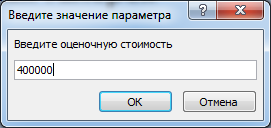 Введите значение параметра
Введите оценочную стоимость
400000
ОК
Отмена